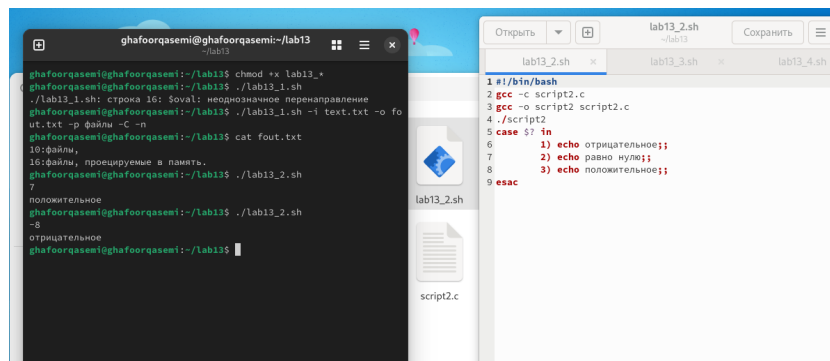 ghafoorqasemi@ghafoorqasemi:~/lab13
~/lab13
ghafoorqasemi@ghafoorqasemi:~/lab13$ chmod +x lab13_*
ghafoorqasemi@ghafoorqasemi:~/lab13$ ./lab13_1.sh
./lab13_1.sh: строка 16: $oval: неоднозначное перенаправление
ghafoorqasemi@ghafoorqasemi:~/lab13$ ./lab13_1.sh -i text.txt -o fo
ut.txt -p файлы -C -n
ghafoorqasemi@ghafoorqasemi:~/lab13$ cat fout.txt
10:файлы,
16:файлы, проецируемые в память.
ghafoorqasemi@ghafoorqasemi:~/lab13$ ./lab13_2.sh
7
положительное
ghafoorqasemi@ghafoorqasemi:~/lab13$ ./lab13_2.sh
-8
отрицательное
ghafoorqasemi@ghafoorqasemi:~/lab13$
lab13_2.sh
script2.c
Открыть
lab13_2.sh
~/lab13
Сохранить
lab13_2.sh × lab13_3.sh × lab13_4.sh
1 #!/bin/bash
2 gcc -c script2.c
3 gcc -o script2 script2.c
4 ./script2
5 case $? in
6 1) echo отрицательное;;
7 2) echo равно нулю;;
8 3) echo положительное;;
9 esac